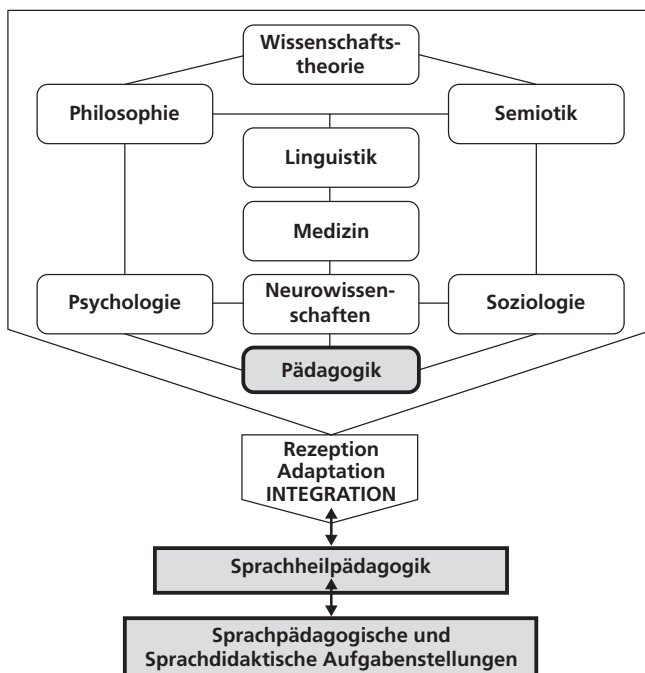 Wissenschafts-
theorie
Philosophie
Semiotik
Linguistik
Medizin
Psychologie
Neurowissen-
schaften
Soziologie
Pädagogik
Rezeption
Adaptation
INTEGRATION
Sprachheilpädagogik
Sprachpädagogische und
Sprachdidaktische Aufgabenstellungen